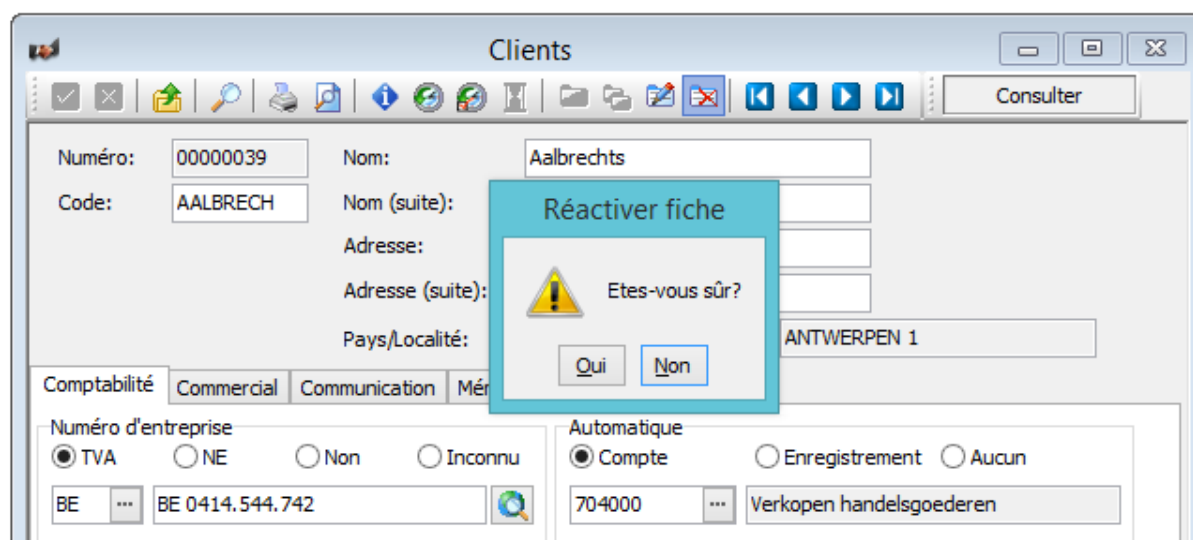 Clients
Consulter
Numéro: 00000039 Nom: Aalbrechts
Code: AALBRECH Nom (suite):
Réactiver fiche
Adresse:
Etes-vous sûr?
Adresse (suite):
Pays/Localité: ANTWERPEN 1
Oui Non
Comptabilité Commercial Communication
Numéro d'entreprise Automatique
TVA NE Non Inconnu Compte Enregistrement Aucun
BE ... BE 0414.544.742 704000 ... Verkopen handelsgoederen